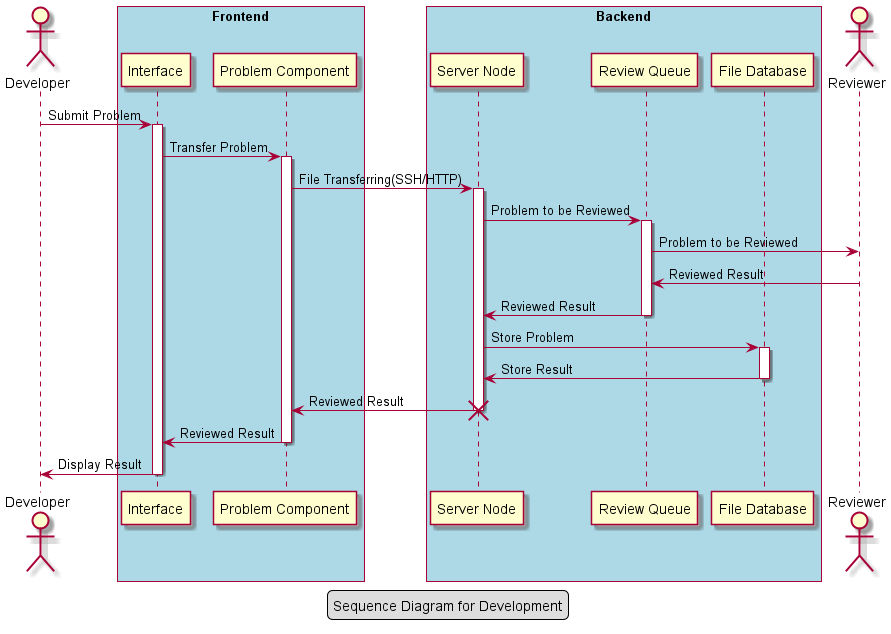 Frontend
Backend
Developer
Interface
Problem Component
Server Node
Review Queue
File Database
Reviewer
Submit Problem
Transfer Problem
File Transferring(SSH/HTTP)
Problem to be Reviewed
Problem to be Reviewed
Reviewed Result
Reviewed Result
Store Problem
Store Result
Reviewed Result
Reviewed Result
Display Result
Developer
Interface
Problem Component
Server Node
Review Queue
File Database
Reviewer
Sequence Diagram for Development